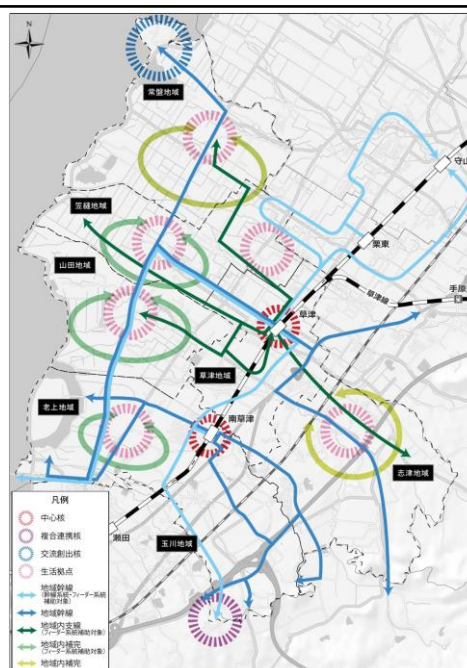 N
常盤地域
守山
笠縫地域
栗東
山田地域
手原
草津線
草津
草津地域
老上地域
南草津
志津地域
凡例
中心核
複合連携核
瀬田
玉川地域
交流創出核
生活拠点
地域幹線
(幹線系統・フィーダー系統
補助対象)
地域幹線
地域内支線
(フィーダー系統補助対象)
地域内補完
(フィーダー系統補助対象)
地域内補完